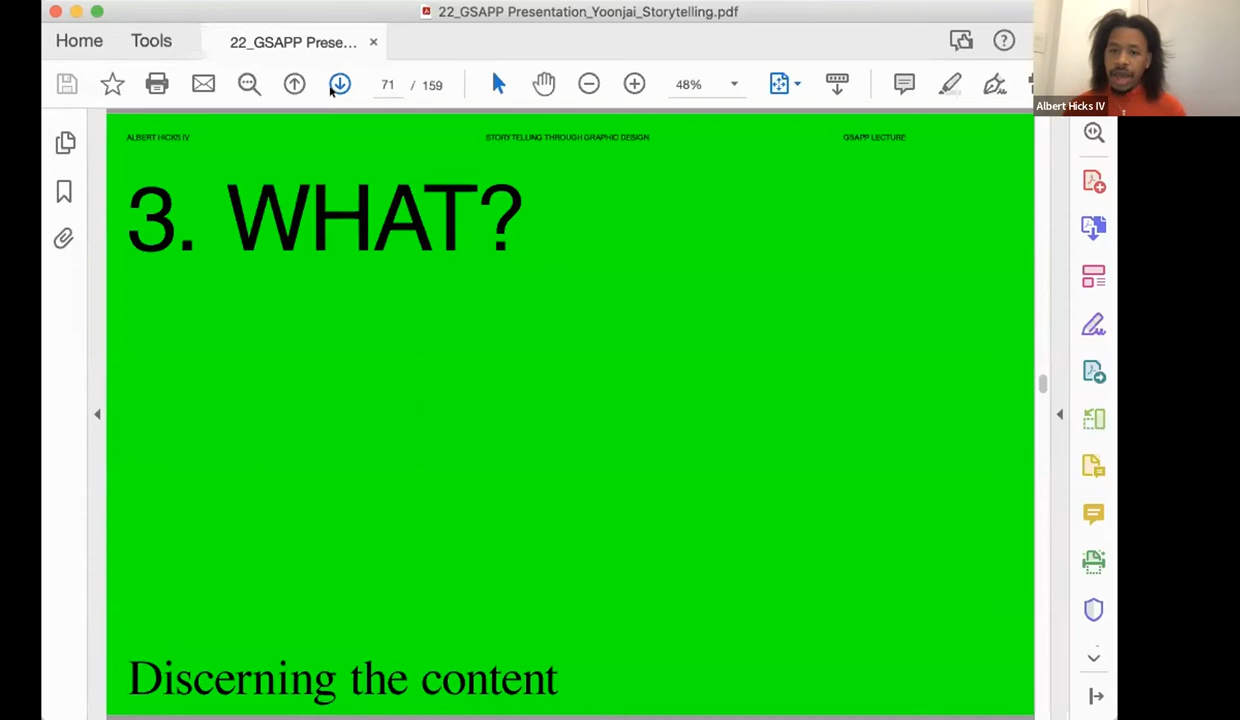 22_GSAPP Presentation_Yoonjai_Storytelling.pdf
Home
Tools
22_GSAPP Prese...
71 / 159
48%
Albert Hicks IV
ALBERT HICKS IV
STORYTELLING THROUGH GRAPHIC DESIGN
GSAPP LECTURE
3. WHAT?
Discerning the content